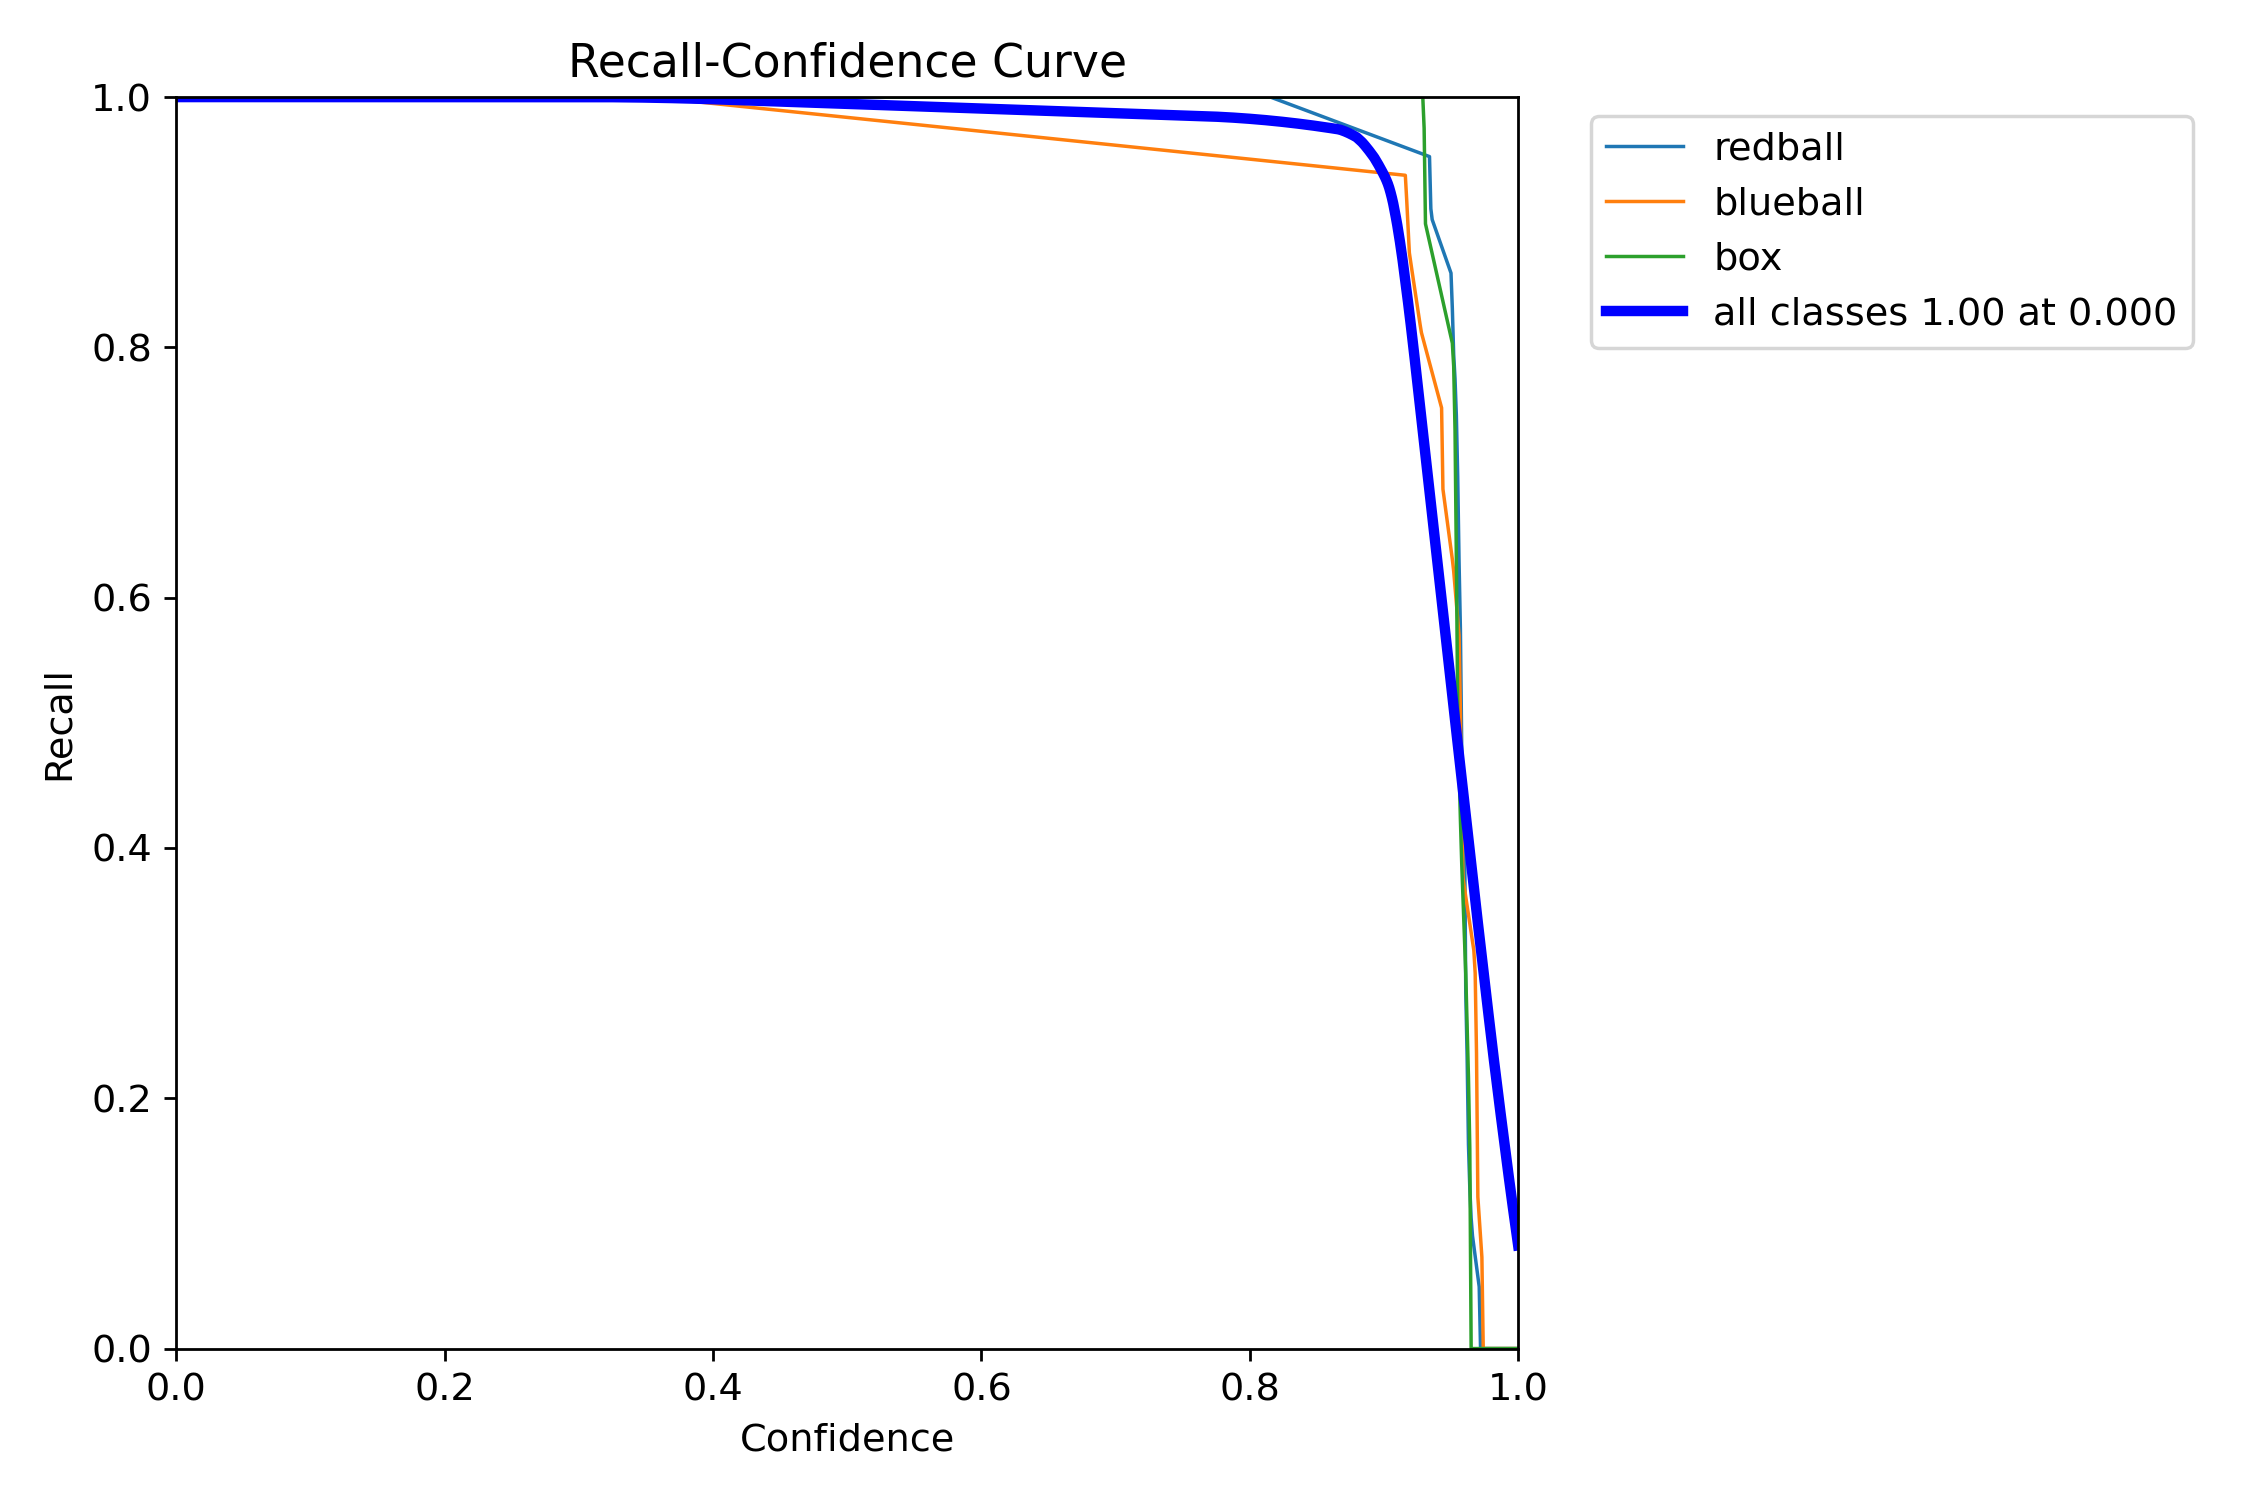 Recall-Confidence Curve
1.0
0.8
0.6
0.4
0.2
0.0
Recall
0.0 0.2 0.4 0.6 0.8 1.0
Confidence
redball
blueball
box
all classes 1.00 at 0.000